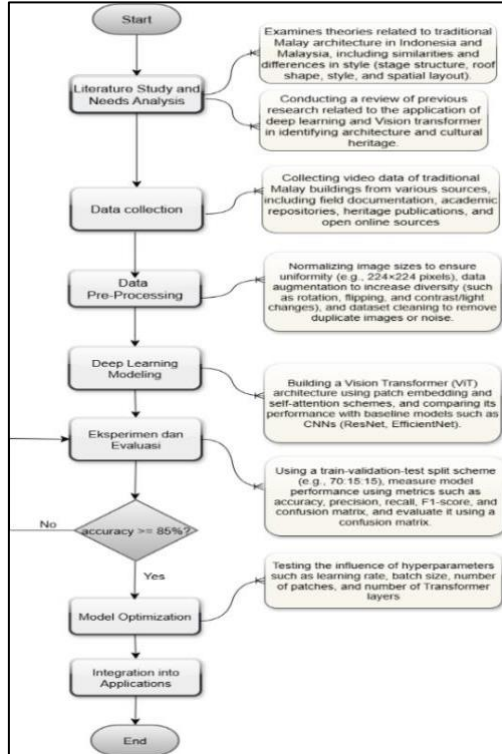 Start
Examines theories related to traditional
Malay architecture in Indonesia and
Malaysia, including similarities and
differences in style (stage structure, roof
shape, style, and spatial layout).
Literature Study and
Needs Analysis
Conducting a review of previous
research related to the application of
deep learning and Vision transformer
in identifying architecture and cultural
heritage.
Data collection
Collecting video data of traditional
Malay buildings from various sources,
including field documentation, academic
repositories, heritage publications, and
open online sources
Data
Pre-Processing
Normalizing image sizes to ensure
uniformity (e.g., 224×224 pixels), data
augmentation to increase diversity (such
as rotation, flipping, and contrast/light
changes), and dataset cleaning to remove
duplicate images or noise.
Deep Learning
Modeling
Building a Vision Transformer (ViT)
architecture using patch embedding and
self-attention schemes, and comparing its
performance with baseline models such as
CNNs (ResNet, EfficientNet).
Eksperimen dan
Evaluasi
Using a train-validation-test split scheme
(e.g., 70:15:15), measure model
performance using metrics such as
accuracy, precision, recall, F1-score, and
confusion matrix, and evaluate it using a
confusion matrix.
No
accuracy >= 85%?
Yes
Model Optimization
Testing the influence of hyperparameters
such as learning rate, batch size, number
of patches, and number of Transformer
layers
Integration into
Applications
End